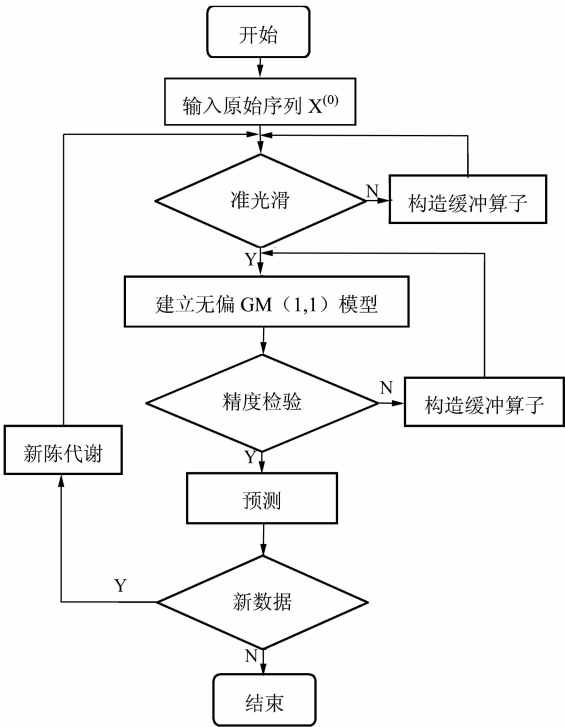 开始
输入原始序列 X(0)
准光滑
N
构造缓冲算子
Y
建立无偏 GM（1,1）模型
精度检验
N
构造缓冲算子
新陈代谢
Y
预测
Y
新数据
N
结束